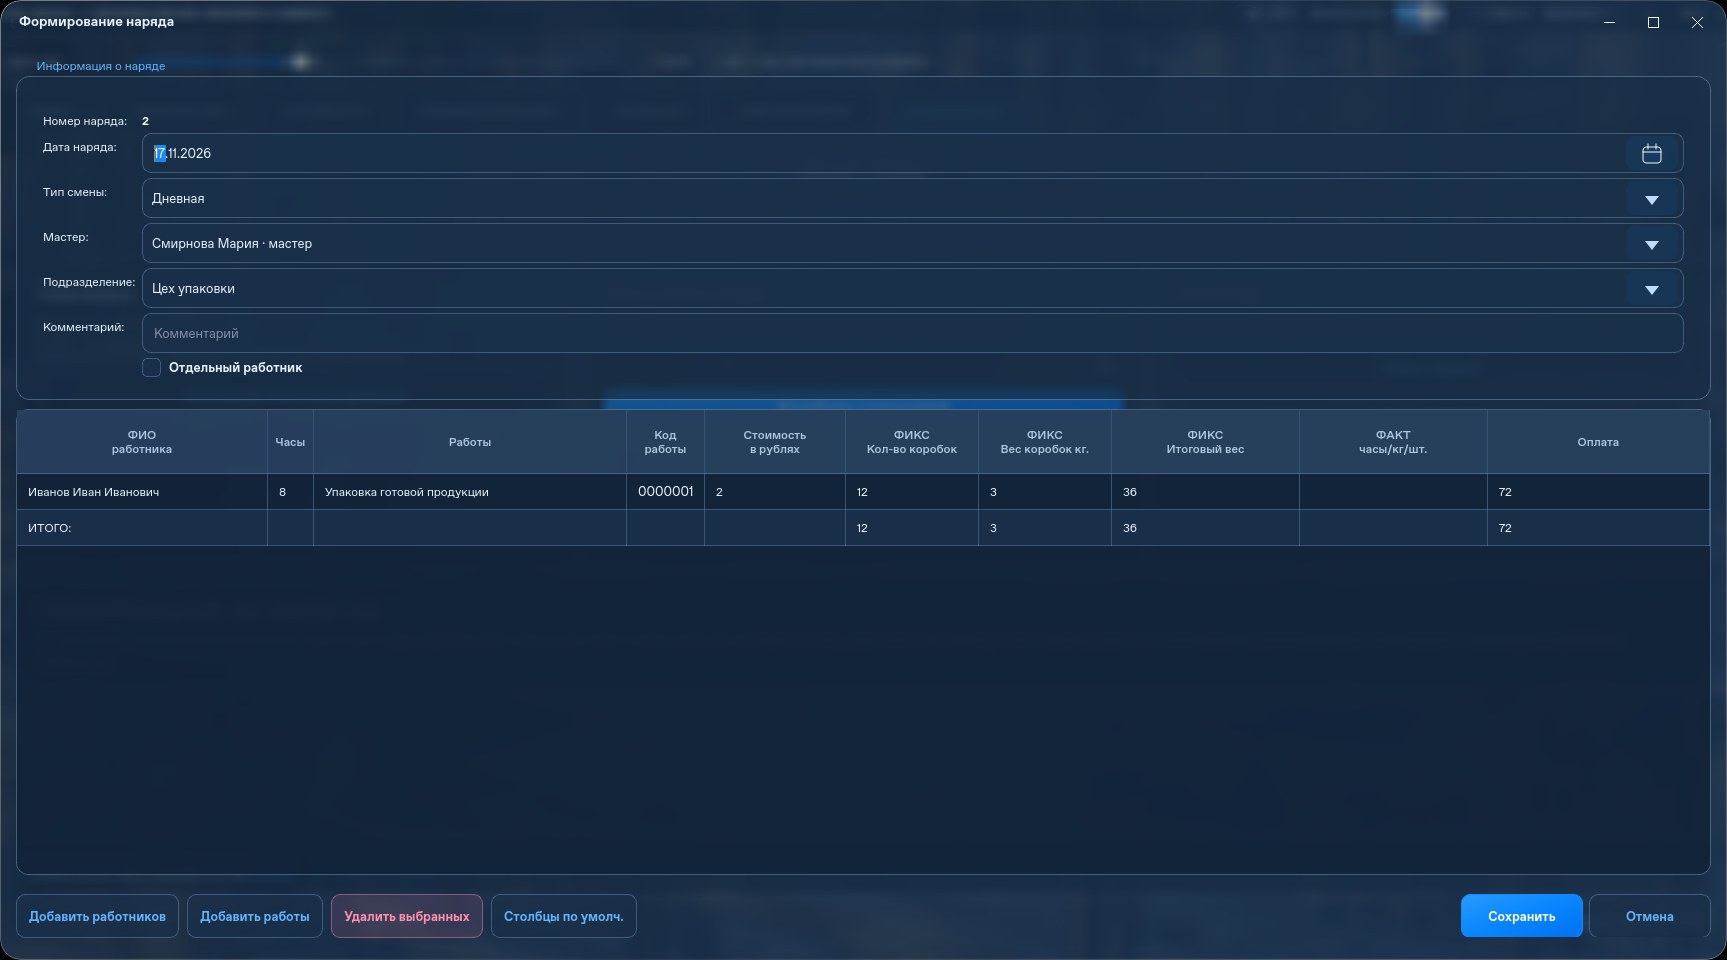 Формирование наряда
Информация о наряде
Номер наряда: 2
Дата наряда: 17.11.2026
Тип смены: Дневная
Мастер: Смирнова Мария · мастер
Подразделение: Цех упаковки
Комментарий: Комментарий
Отдельный работник
ФИО работника Часы Работы Код работы Стоимость в рублях ФИКС Кол-во коробок ФИКС Вес коробок кг. ФИКС Итоговый вес ФАКТ часы/кг/шт. Оплата
Иванов Иван Иванович 8 Упаковка готовой продукции 0000001 2 12 3 36 72
ИТОГО: 12 3 36 72
Добавить работников Добавить работы Удалить выбранных Столбцы по умолч. Сохранить Отмена